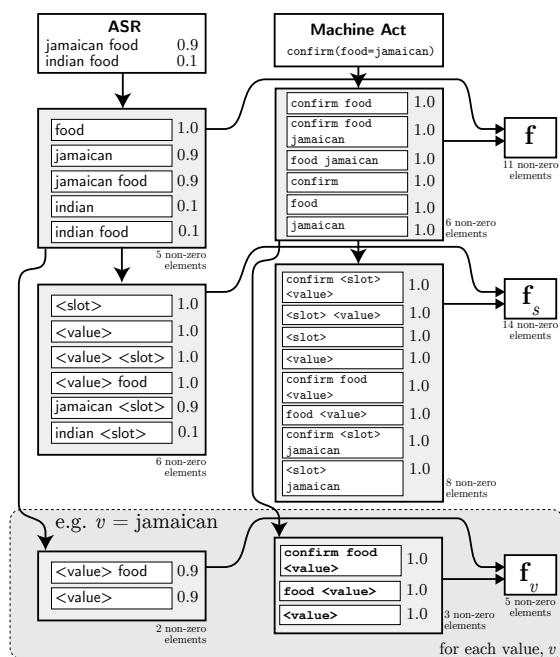 ASR
jamaican food 0.9
indian food 0.1
Machine Act
confirm(food=jamaican)
food 1.0
jamaican 0.9
jamaican food 0.9
indian 0.1
indian food 0.1
5 non-zero
elements
confirm food 1.0
confirm food
jamaican 1.0
food jamaican 1.0
confirm 1.0
food 1.0
jamaican 1.0
6 non-zero
elements
f
11 non-zero
elements
<slot> 1.0
<value> 1.0
<value> <slot> 1.0
<value> food 1.0
jamaican <slot> 0.9
indian <slot> 0.1
6 non-zero
elements
confirm <slot>
<value> 1.0
<slot> <value> 1.0
<slot> 1.0
<value> 1.0
confirm food
<value> 1.0
food <value> 1.0
confirm <slot>
jamaican 1.0
<slot>
jamaican 1.0
8 non-zero
elements
f s
14 non-zero
elements
e.g. v = jamaican
<value> food 0.9
<value> 0.9
2 non-zero
elements
confirm food
<value> 1.0
food <value> 1.0
<value> 1.0
3 non-zero
elements
f v
5 non-zero
elements
for each value, v